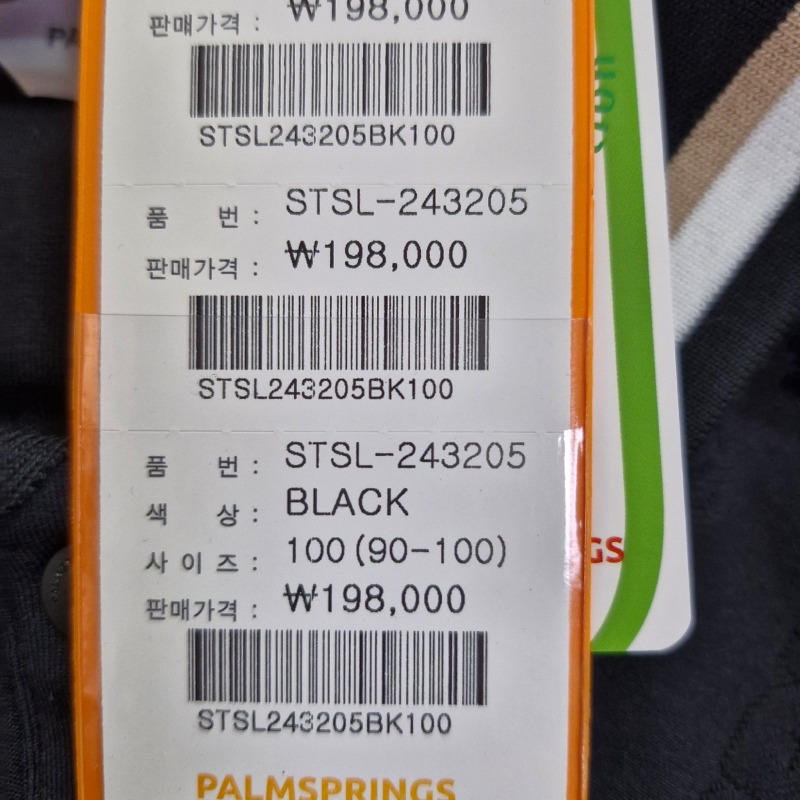 판매가격 : ₩198,000
STSL243205BK100
품 번 : STSL-243205
판매가격 : ₩198,000
STSL243205BK100
품 번 : STSL-243205
색 상 : BLACK
사이즈 : 100(90-100)
판매가격 : ₩198,000
STSL243205BK100
PALMSPRINGS
GS